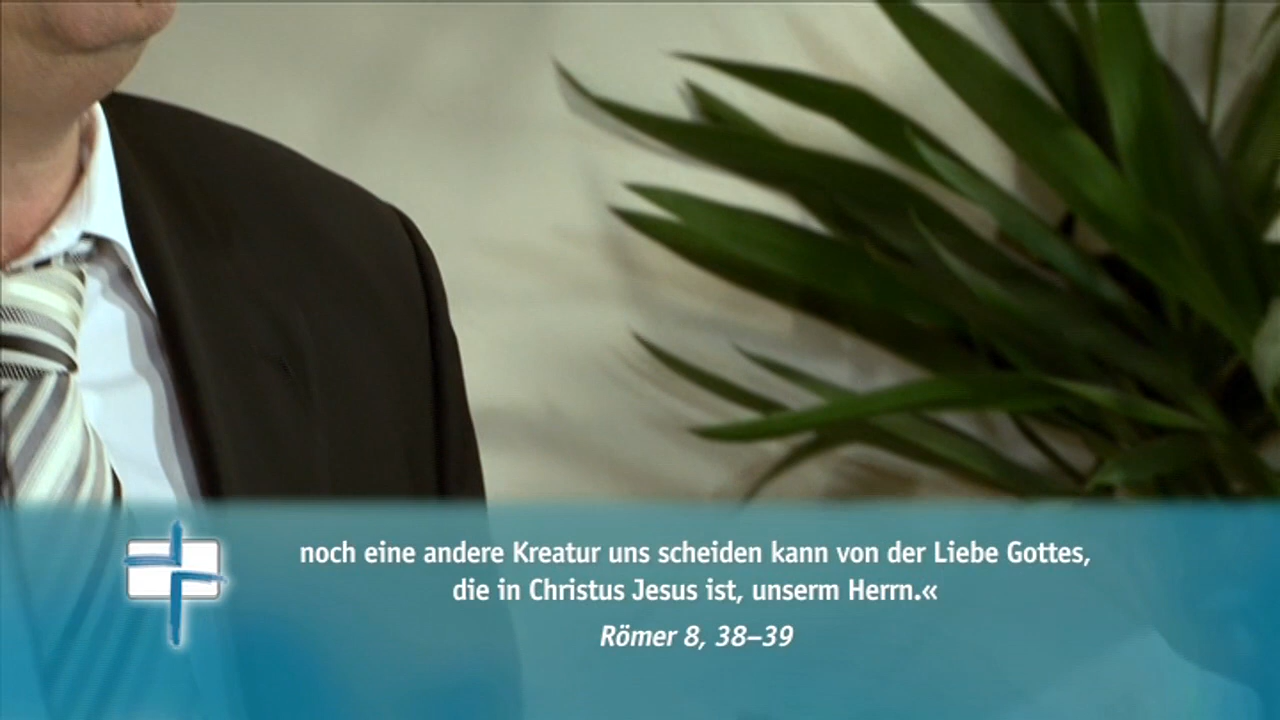 noch eine andere Kreatur uns scheiden kann von der Liebe Gottes,
die in Christus Jesus ist, unserm Herrn.«
Römer 8, 38–39